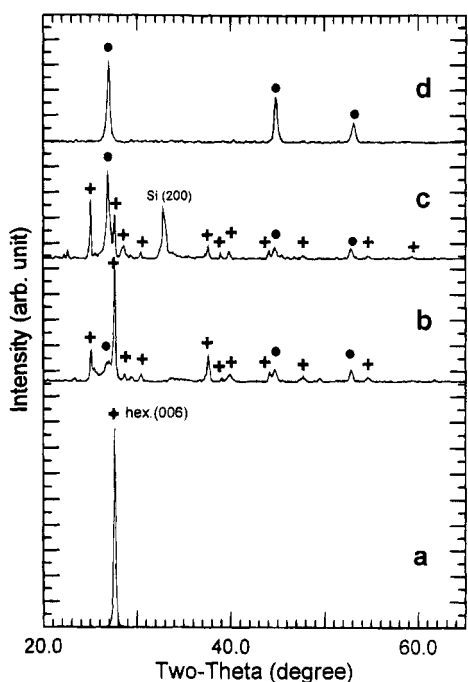 d
c
Si (200)
b
hex.(006)
a
Intensity (arb. unit)
20.0 40.0 60.0
Two-Theta (degree)